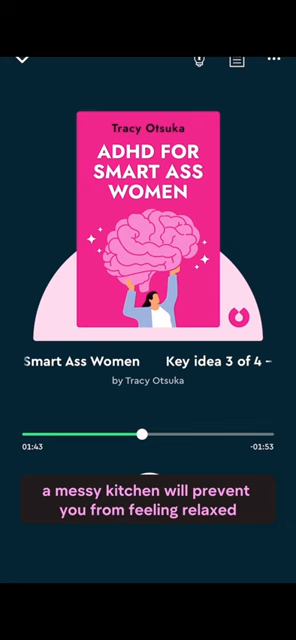 Tracy Otsuka
ADHD FOR
SMART ASS
WOMEN
Smart Ass Women Key idea 3 of 4 –
by Tracy Otsuka
01:43 -01:53
a messy kitchen will prevent
you from feeling relaxed